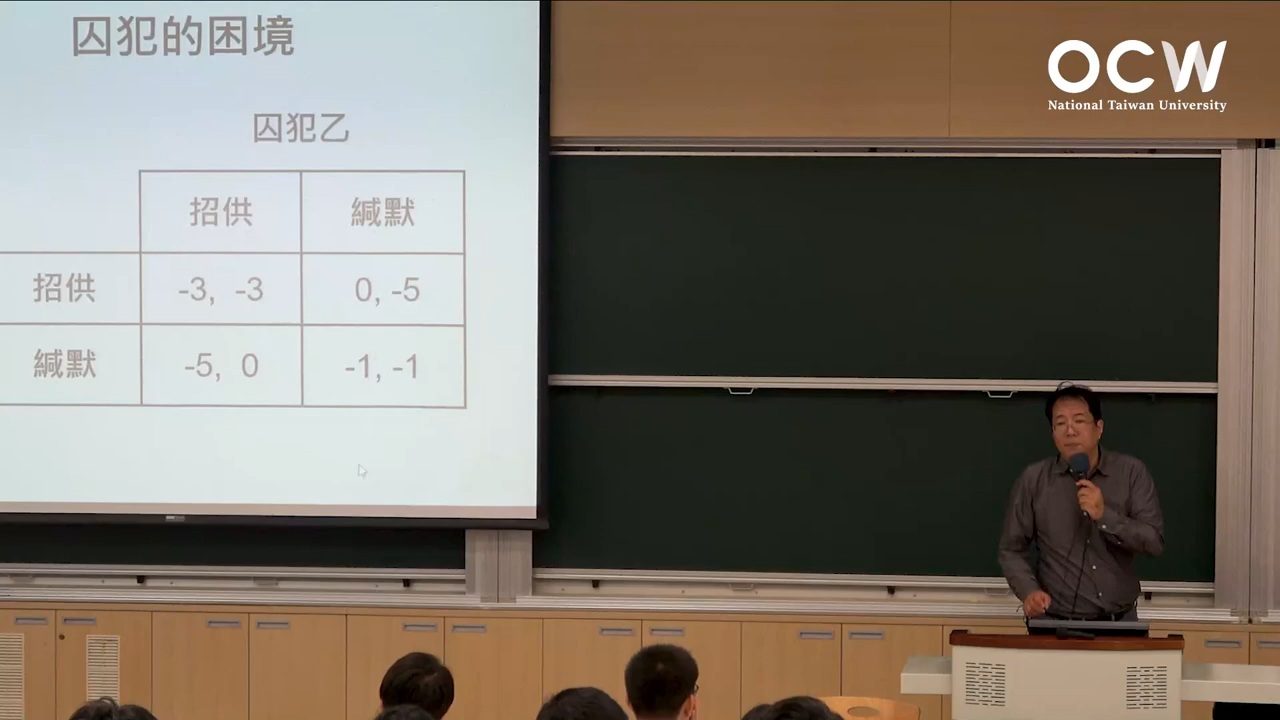 囚犯的困境
囚犯乙
招供 緘默
招供 -3, -3 0, -5
緘默 -5, 0 -1, -1
OCW
National Taiwan University